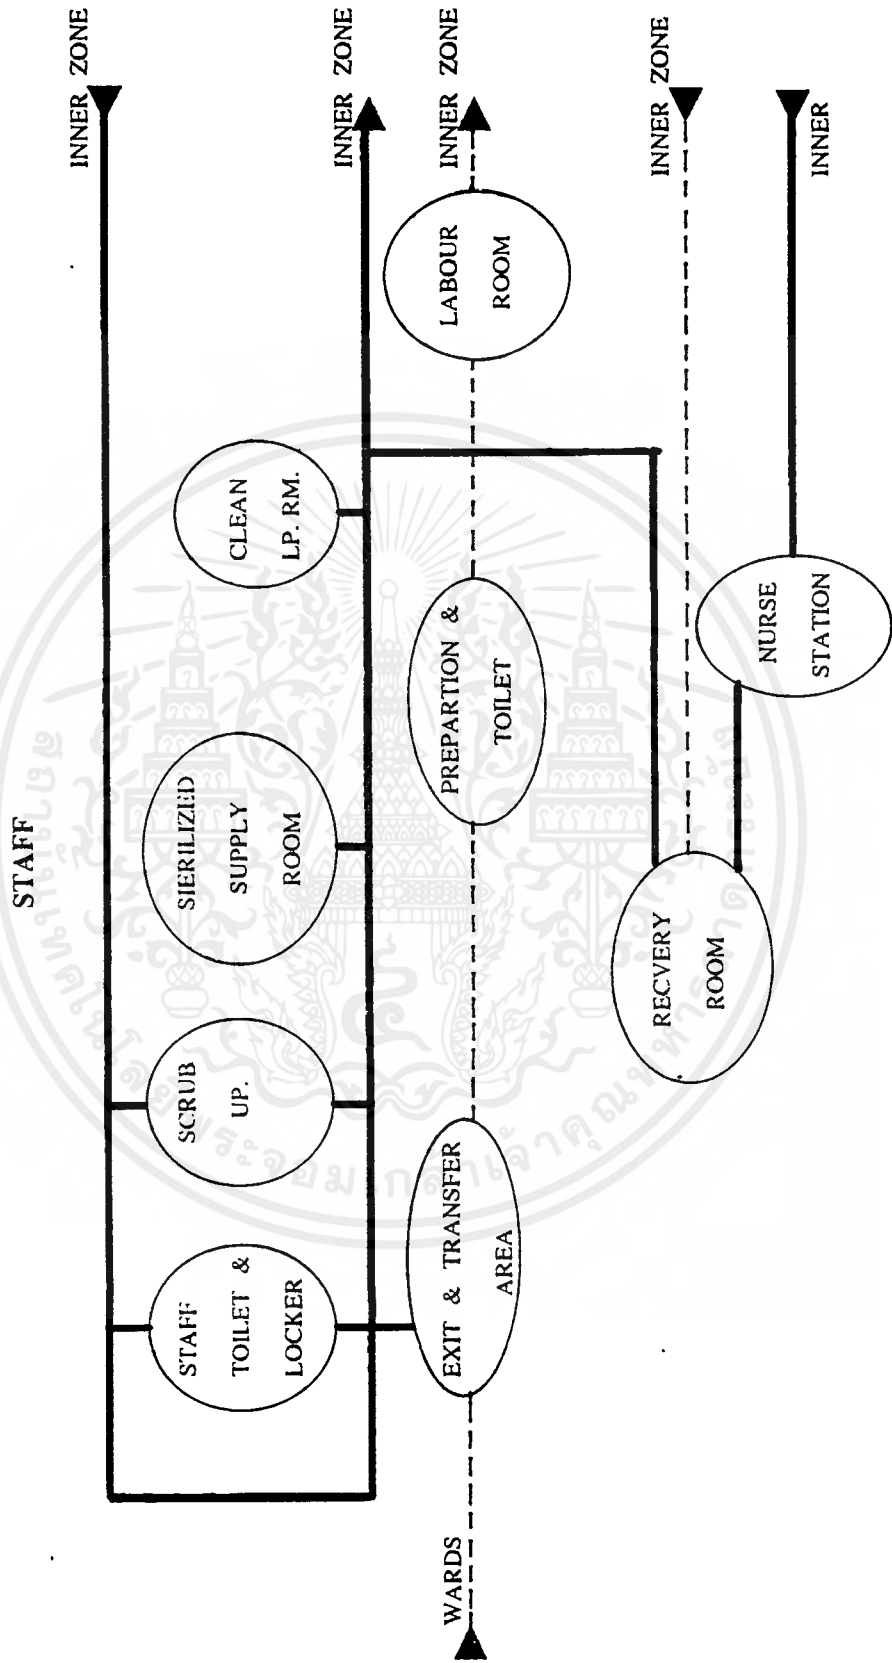 STAFF
INNER ZONE
STAFF
TOILET &
LOCKER
SCRUB
UP.
SIERILIZED
SUPPLY
ROOM
CLEAN
LP. RM.
INNER ZONE
WARDS
EXIT & TRANSFER
AREA
PREPARTION &
TOILET
LABOUR
ROOM
INNER ZONE
RECVERY
ROOM
INNER ZONE
NURSE
STATION
INNER